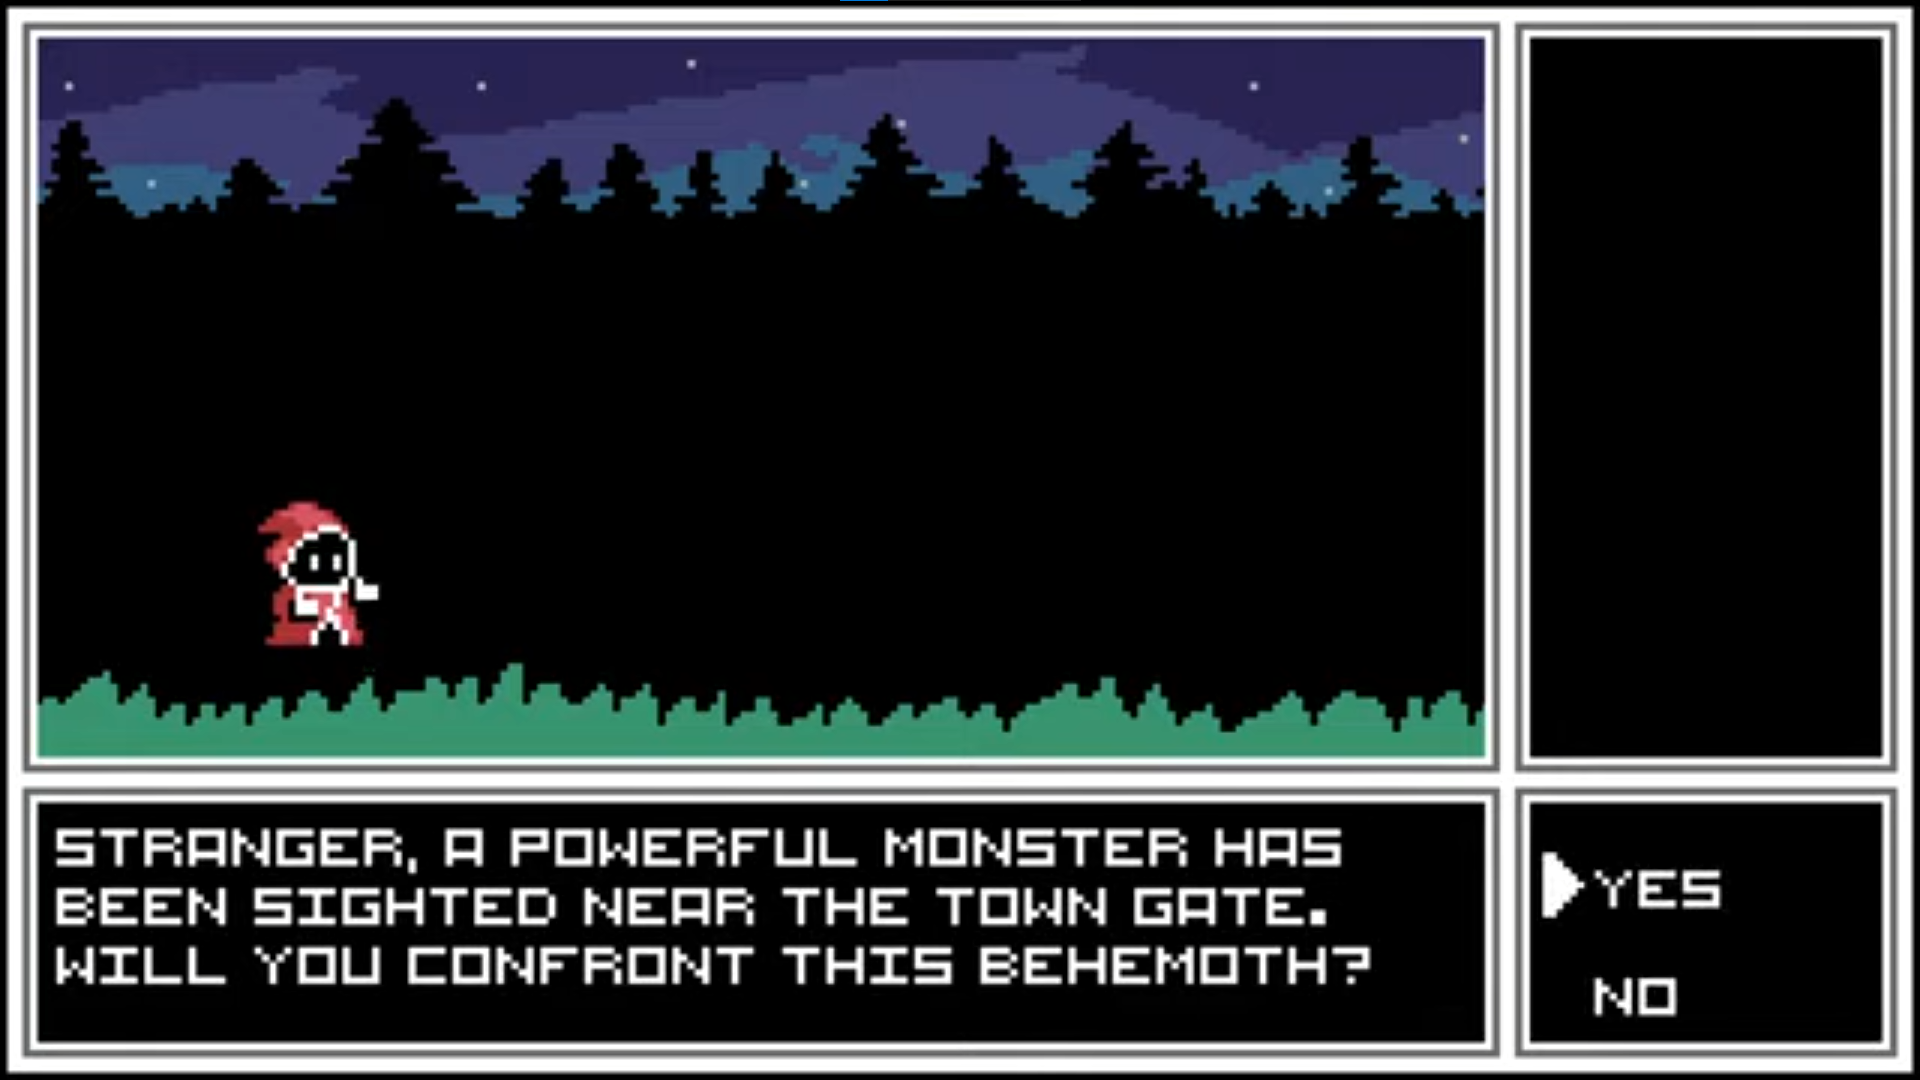 STRANGER, A POWERFUL MONSTER HAS
BEEN SIGHTED NEAR THE TOWN GATE.
WILL YOU CONFRONT THIS BEHEMOTH?
YES
NO